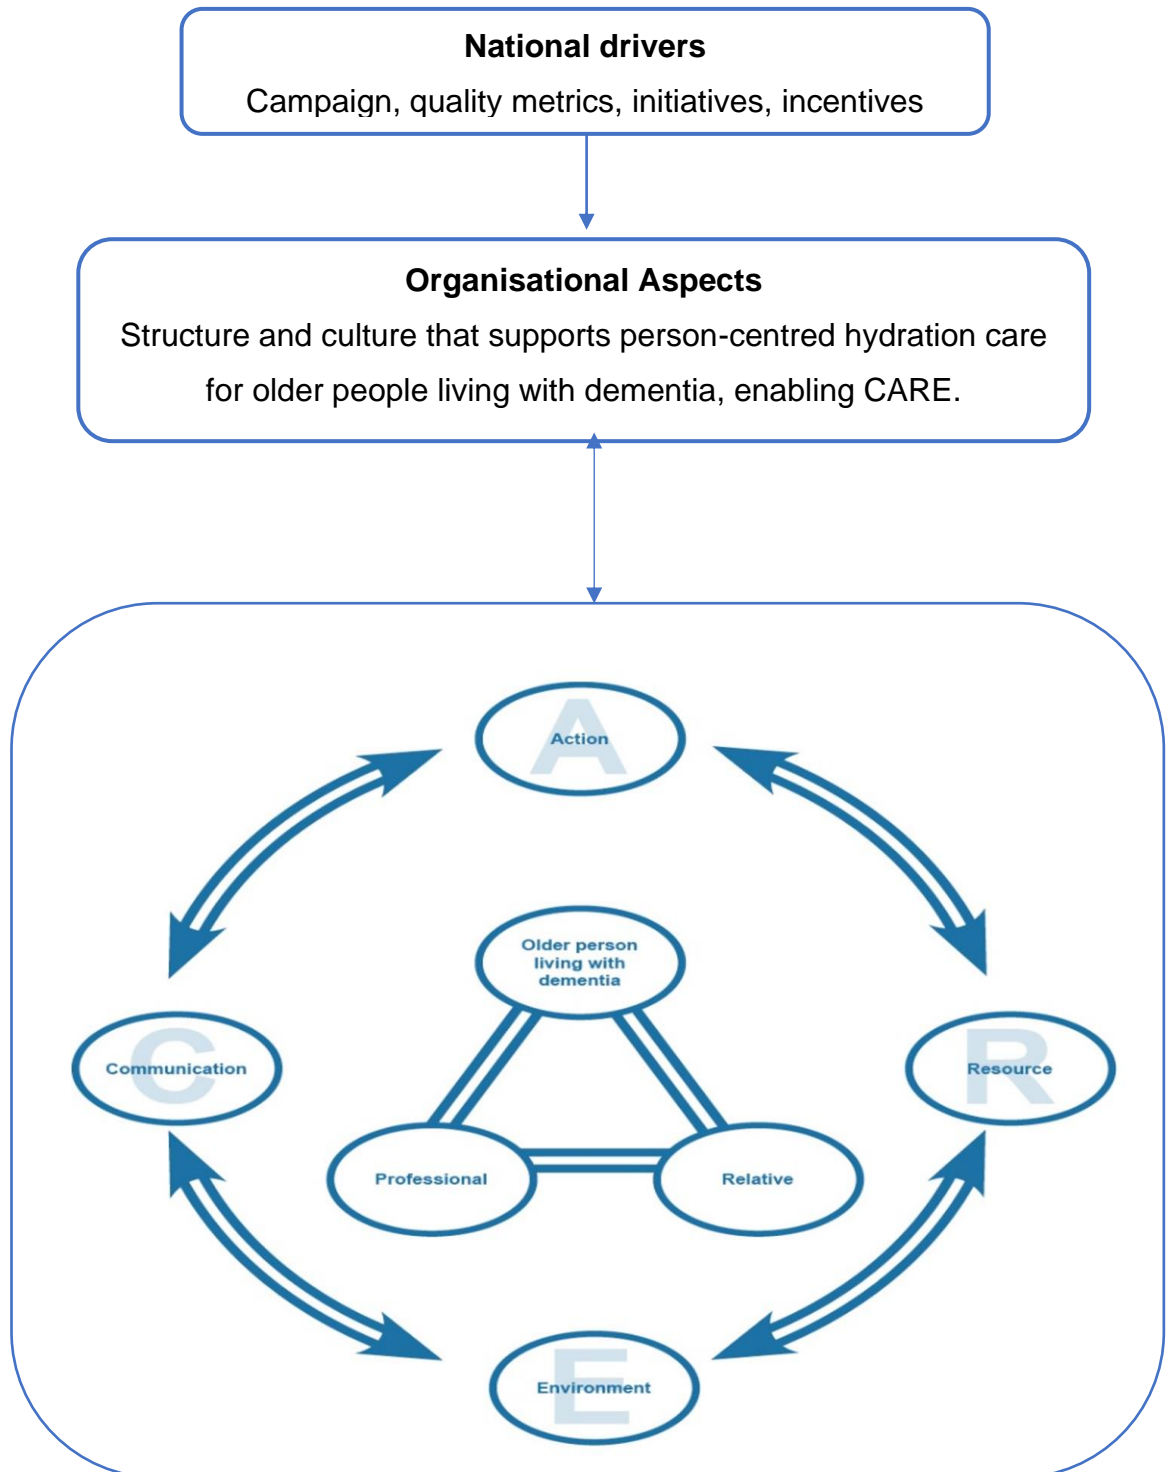 National drivers
Campaign, quality metrics, initiatives, incentives
Organisational Aspects
Structure and culture that supports person-centred hydration care
for older people living with dementia, enabling CARE.
A
Action
C
Communication
R
Resource
Older person
living with
dementia
Professional
Relative
E
Environment